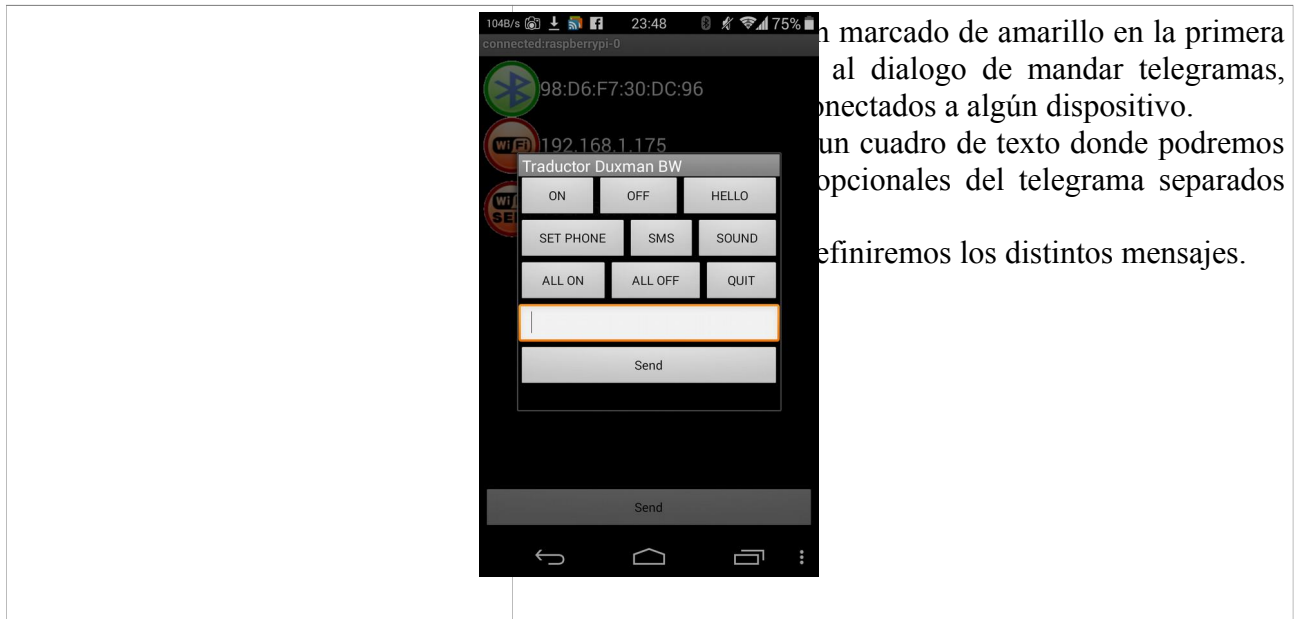 104B/s 23:48 75%
connected:raspberrypi-0
98:D6:F7:30:DC:96
192.168.1.175
Traductor Duxman BW
ON OFF HELLO
SET PHONE SMS SOUND
ALL ON ALL OFF QUIT
Send
Send
marcado de amarillo en la primera
al dialogo de mandar telegramas,
a algún dispositivo.
un cuadro de texto donde podremos
opcionales del telegrama separados
los distintos mensajes.